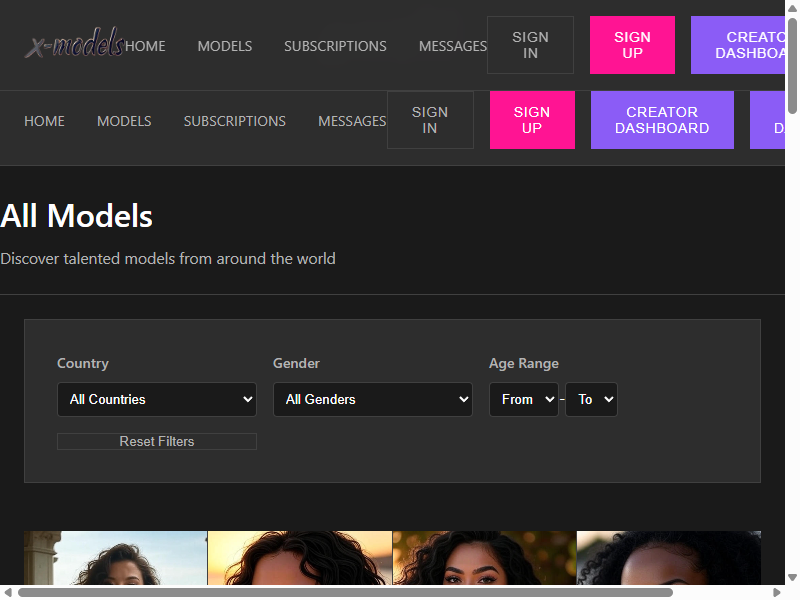 x-models HOME MODELS SUBSCRIPTIONS MESSAGES SIGN IN SIGN UP CREATO DASHBOA
HOME MODELS SUBSCRIPTIONS MESSAGES SIGN IN SIGN UP CREATOR DASHBOARD D
All Models
Discover talented models from around the world
Country Gender Age Range
All Countries All Genders From - To
Reset Filters